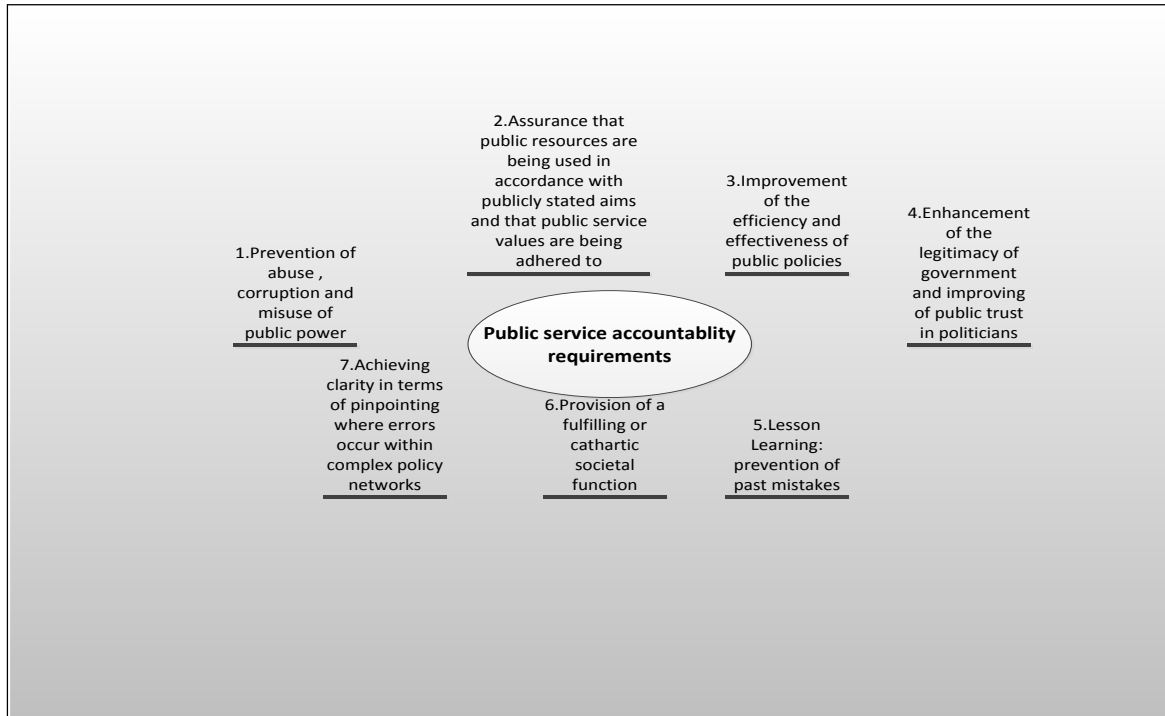 1.Prevention of
abuse ,
corruption and
misuse of
public power
2.Assurance that
public resources are
being used in
accordance with
publicly stated aims
and that public service
values are being
adhered to
3.Improvement
of the
efficiency and
effectiveness of
public policies
4.Enhancement
of the
legitimacy of
government
and improving
of public trust
in politicians
Public service accountablity
requirements
5.Lesson
Learning:
prevention of
past mistakes
6.Provision of a
fulfilling or
cathartic
societal
function
7.Achieving
clarity in terms
of pinpointing
where errors
occur within
complex policy
networks